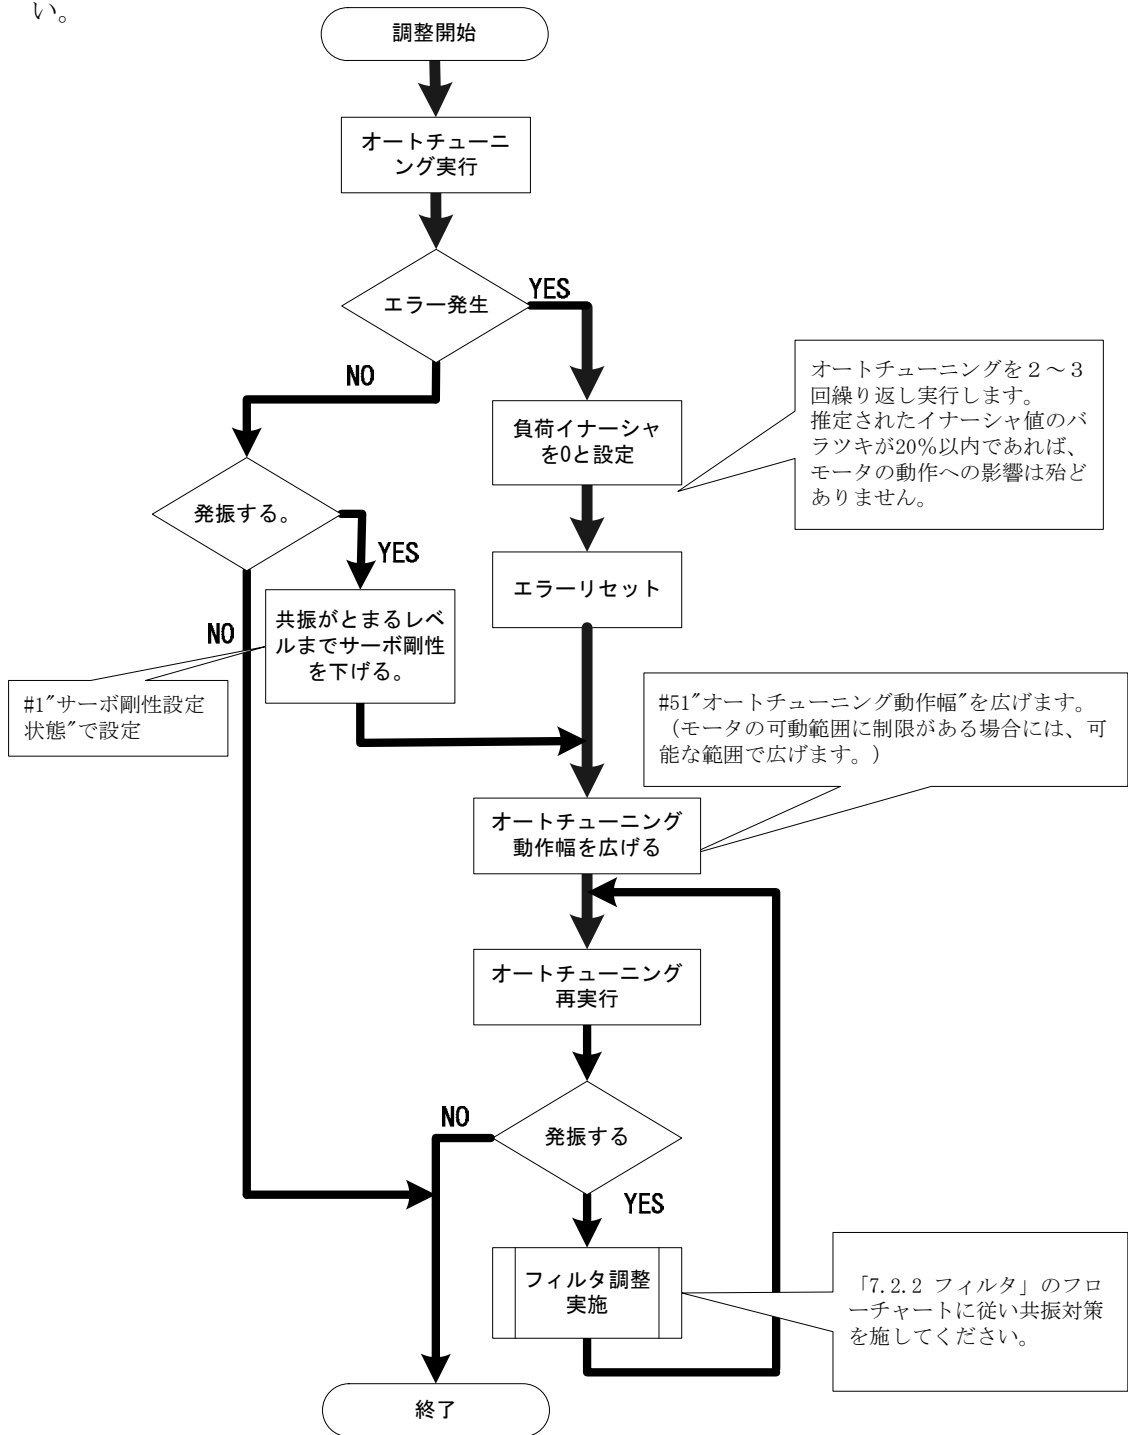 い。
調整開始
オートチューニ
ング実行
エラー発生
YES
NO
オートチューニングを２～３
回繰り返し実行します。
推定されたイナーシャ値のバ
ラツキが20%以内であれば、
モータの動作への影響は殆ど
ありません。
負荷イナーシャ
を0と設定
発振する。
YES
エラーリセット
NO
共振がとまるレベ
ルまでサーボ剛性
を下げる。
#1″サーボ剛性設定
状態″で設定
#51″オートチューニング動作幅″を広げます。
（モータの可動範囲に制限がある場合には、可
能な範囲で広げます。）
オートチューニング
動作幅を広げる
オートチューニング
再実行
NO
発振する
YES
フィルタ調整
実施
「7.2.2 フィルタ」のフロ
ーチャートに従い共振対策
を施してください。
終了